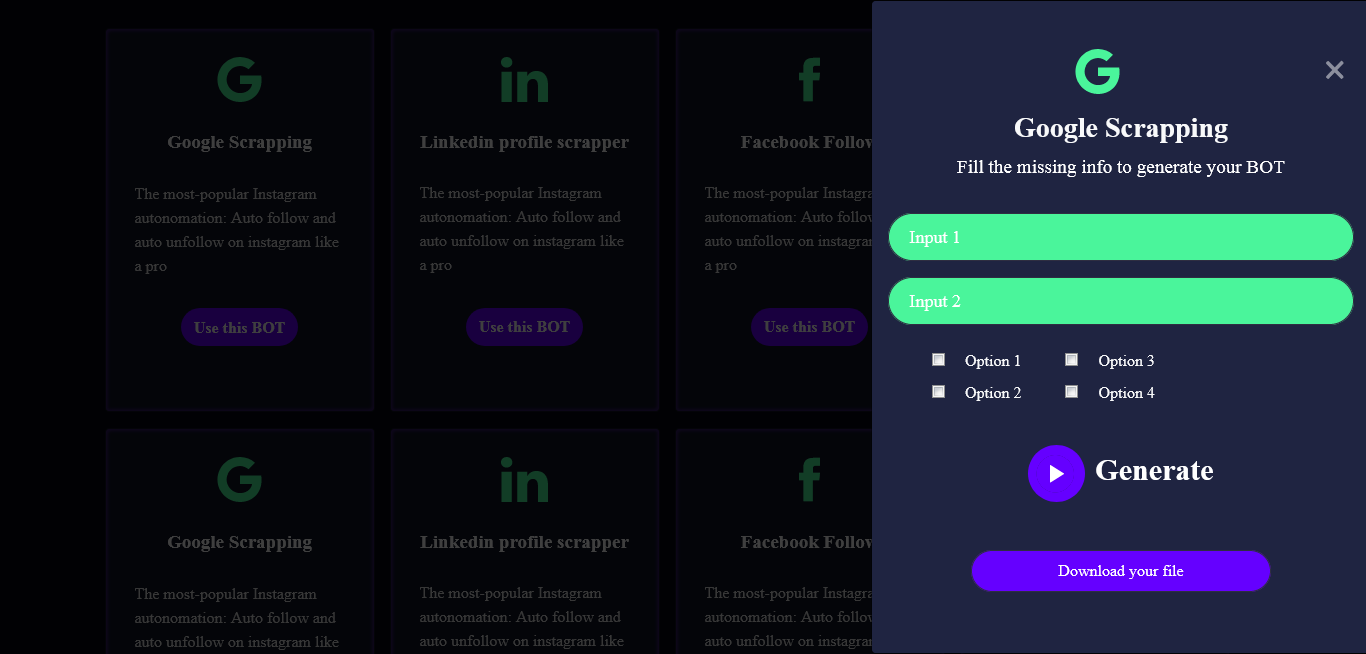 Google Scrapping
The most-popular Instagram
autonomation: Auto follow and
auto unfollow on instagram like
a pro
Use this BOT
Linkedin profile scrapper
The most-popular Instagram
autonomation: Auto follow and
auto unfollow on instagram like
a pro
Use this BOT
Facebook Follow
The most-popular Instagra
autonomation: Auto follow
auto unfollow on instagram
a pro
Use this BOT
Google Scrapping
The most-popular Instagram
autonomation: Auto follow and
auto unfollow on instagram like
Linkedin profile scrapper
The most-popular Instagram
autonomation: Auto follow and
auto unfollow on instagram like
Facebook Follow
The most-popular Instagra
autonomation: Auto follow
auto unfollow on instagram
Google Scrapping
Fill the missing info to generate your BOT
Input 1
Input 2
Option 1 Option 3
Option 2 Option 4
Generate
Download your file